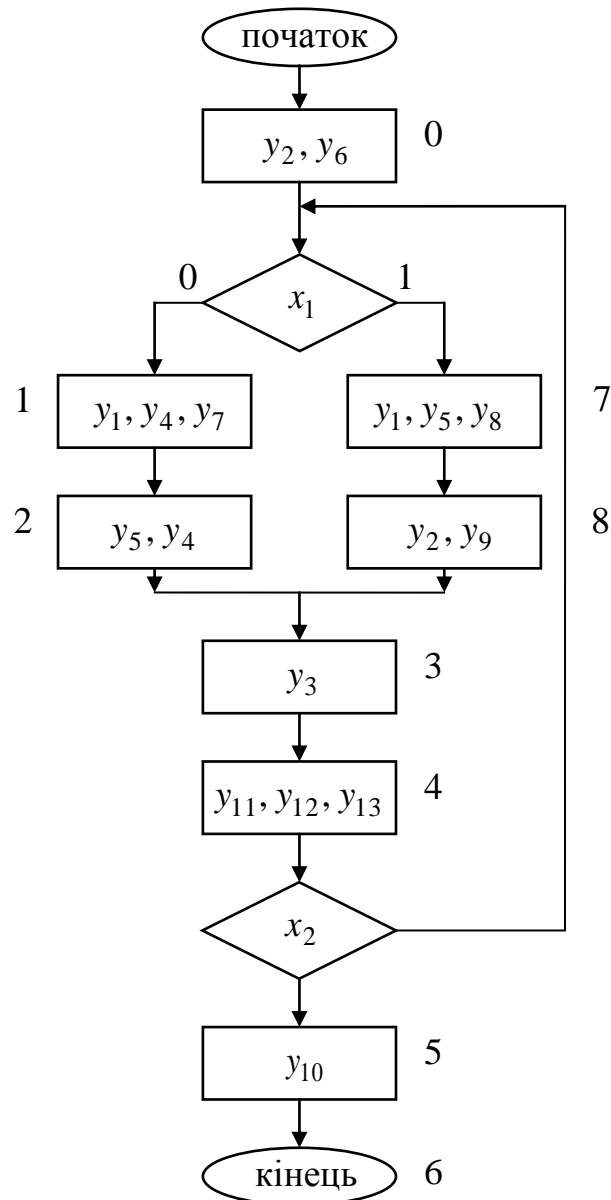 початок
y2, y6 0
0 1
x1
1 y1, y4, y7 y1, y5, y8 7
2 y5, y4 y2, y9 8
y3 3
y11, y12, y13 4
x2
y10 5
кінець 6